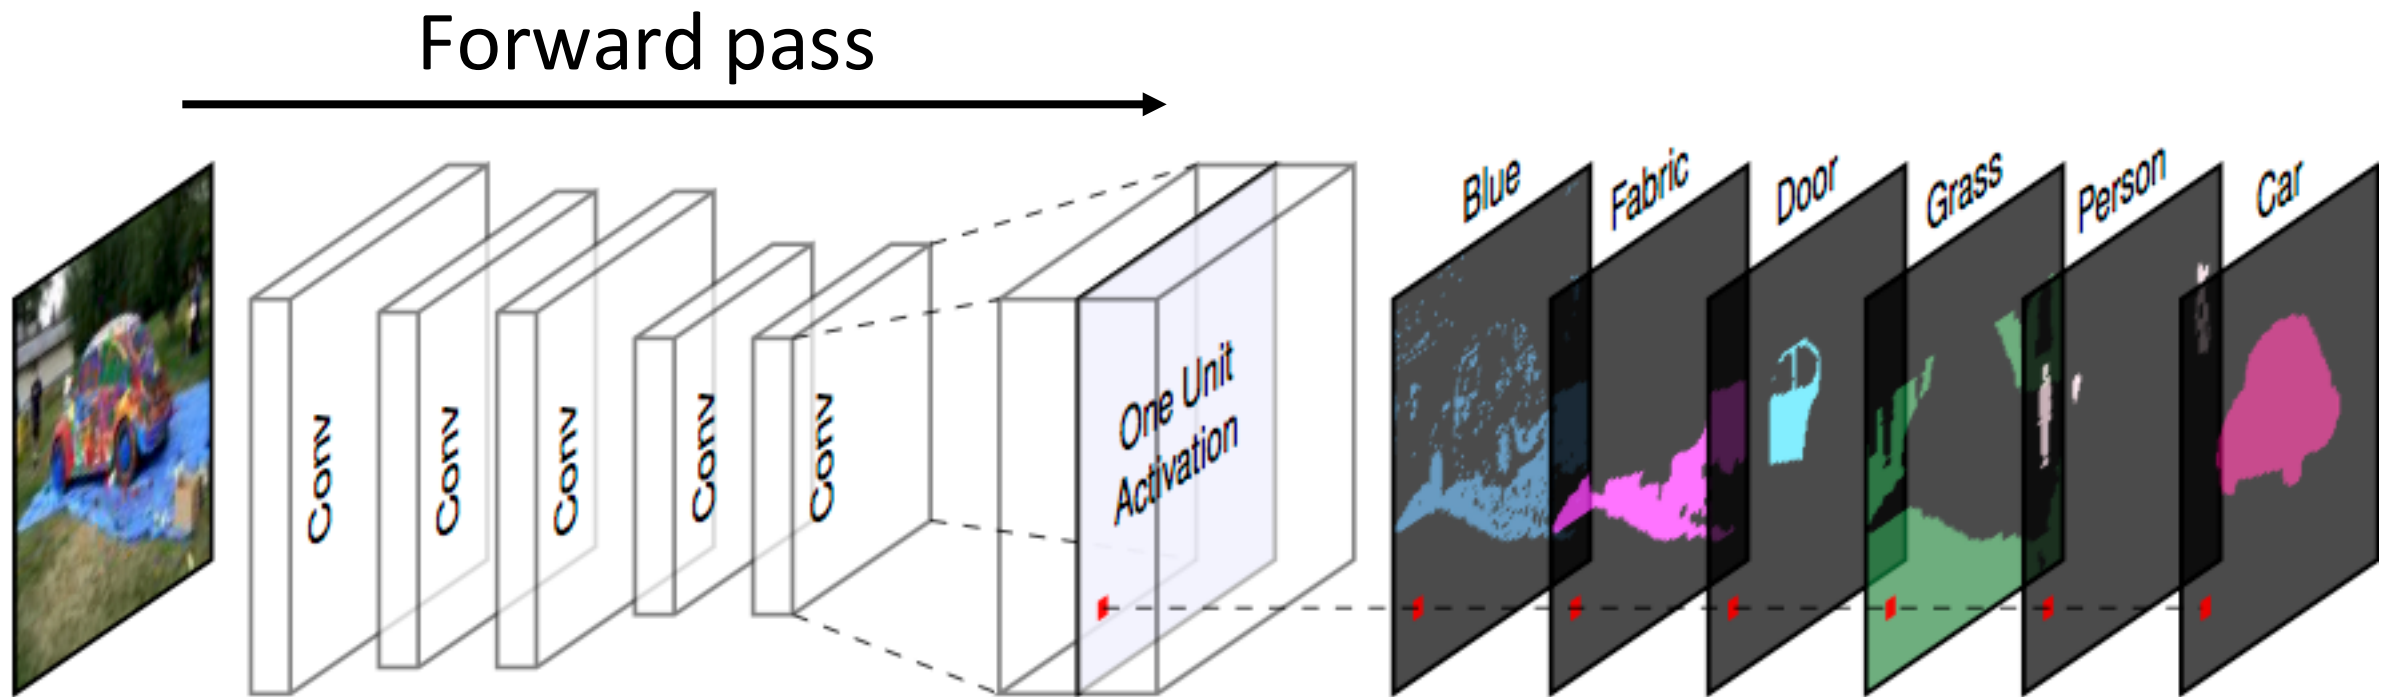 Forward pass
Conv
Conv
Conv
Conv
Conv
One Unit
Activation
Blue
Fabric
Door
Grass
Person
Car